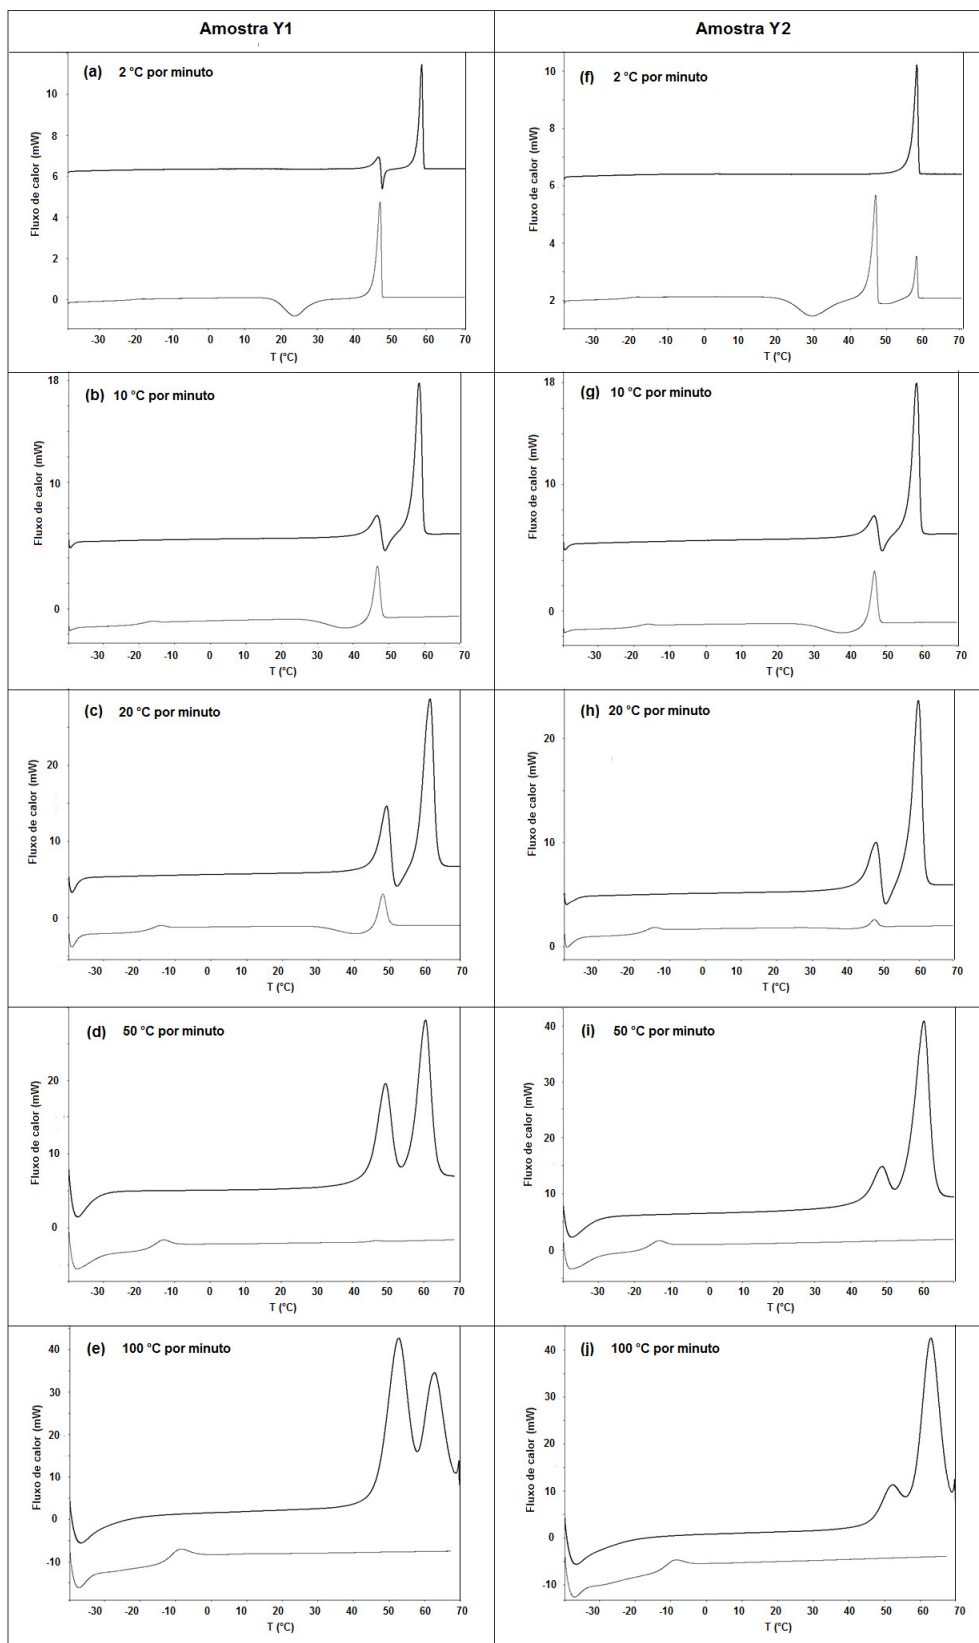 Amostra Y1
Amostra Y2
(a) 2 °C por minuto
Fluxo de calor (mW)
10
8
6
4
2
0
-30 -20 -10 0 10 20 30 40 50 60 70
T (°C)
(f) 2 °C por minuto
Fluxo de calor (mW)
10
8
6
4
2
-30 -20 -10 0 10 20 30 40 50 60 70
T (°C)
(b) 10 °C por minuto
Fluxo de calor (mW)
18
10
0
-30 -20 -10 0 10 20 30 40 50 60 70
T (°C)
(g) 10 °C por minuto
Fluxo de calor (mW)
18
10
0
-30 -20 -10 0 10 20 30 40 50 60 70
T (°C)
(c) 20 °C por minuto
Fluxo de calor (mW)
20
10
0
-30 -20 -10 0 10 20 30 40 50 60 70
T (°C)
(h) 20 °C por minuto
Fluxo de calor (mW)
20
10
0
-30 -20 -10 0 10 20 30 40 50 60 70
T (°C)
(d) 50 °C por minuto
Fluxo de calor (mW)
20
10
0
-30 -20 -10 0 10 20 30 40 50 60 70
T (°C)
(i) 50 °C por minuto
Fluxo de calor [mW)
40
30
20
10
0
-30 -20 -10 0 10 20 30 40 50 60
T (°C)
(e) 100 °C por minuto
Fluxo de calor (mW)
40
30
20
10
0
-10
-30 -20 -10 0 10 20 30 40 50 60 70
T (°C)
(j) 100 °C por minuto
Fluxo de calor (mW)
40
30
20
10
0
-10
-30 -20 -10 0 10 20 30 40 50 60 70
T (°C)